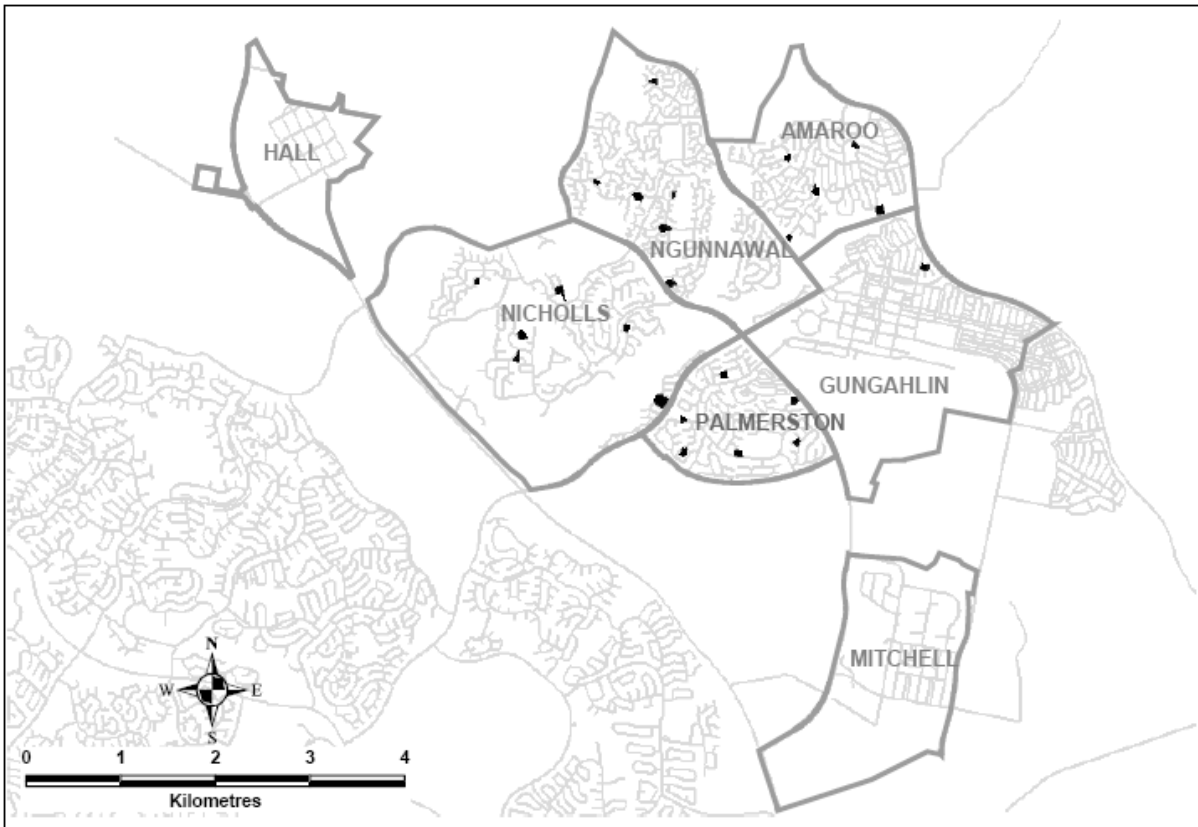 AMAROO
HALL
NGUNNAWAL
NICHOLLS
GUNGAHLIN
PALMERSTON
MITCHELL
N
W E
S
0 1 2 3 4
Kilometres